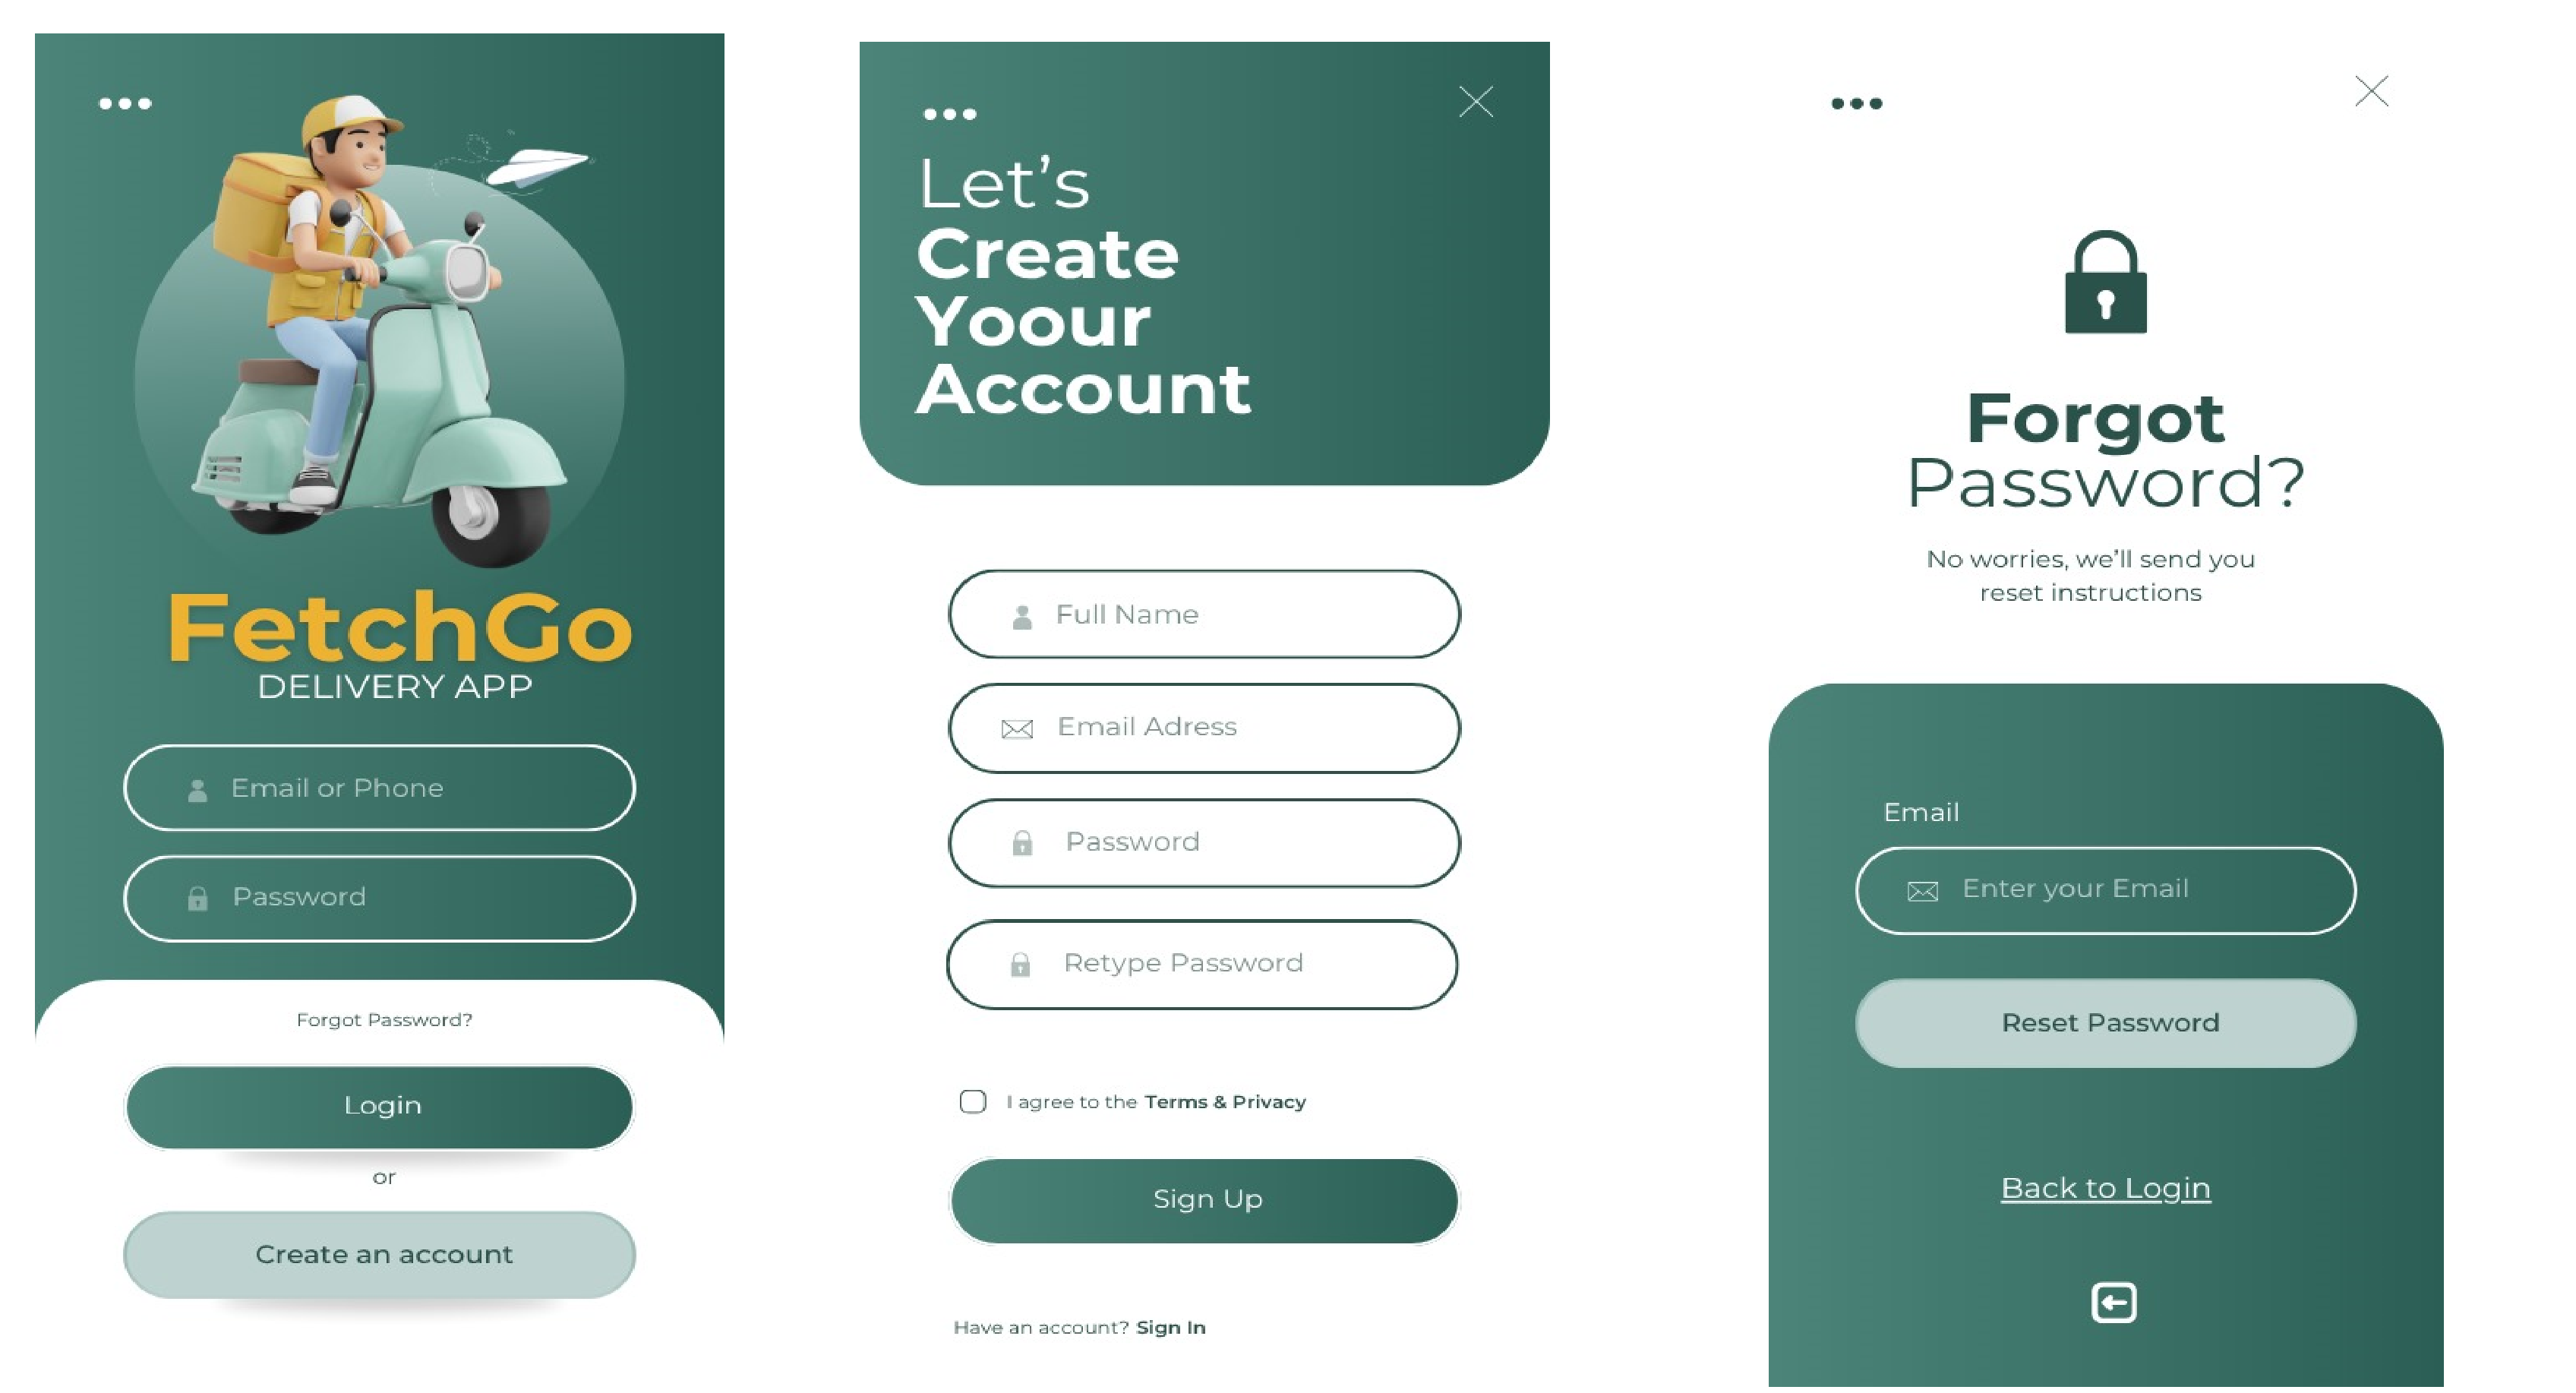 FetchGo
DELIVERY APP
Email or Phone
Password
Forgot Password?
Login
or
Create an account
Let's
Create
Yoour
Account
Full Name
Email Adress
Password
Retype Password
I agree to the Terms & Privacy
Sign Up
Have an account? Sign In
Forgot
Password?
No worries, we'll send you
reset instructions
Email
Enter your Email
Reset Password
Back to Login